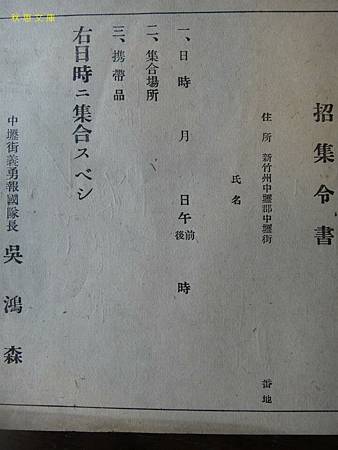 秋惠文庫
招集令書
住所 新竹州中壢郡中壢街 番地
氏名
一、日時 月 日午前後 時
二、集合場所
三、携帶品
右日時ニ集合スベシ
中壢街義勇報國隊長 吳鴻森